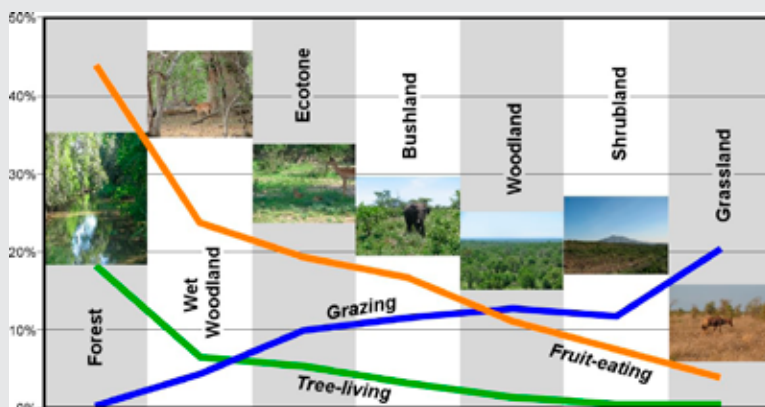 50%
40%
30%
20%
10%
0%
Forest
Wet
Woodland
Ecotone
Bushland
Woodland
Shrubland
Grassland
Grazing
Fruit-eating
Tree-living